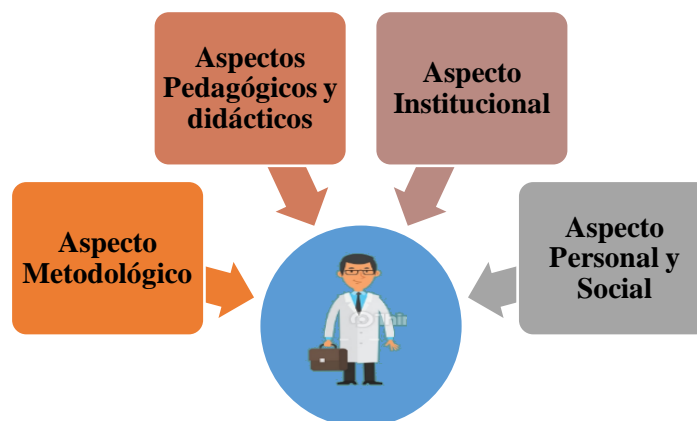 Aspectos
Pedagógicos y
didácticos
Aspecto
Institucional
Aspecto
Metodológico
Aspecto
Personal y
Social